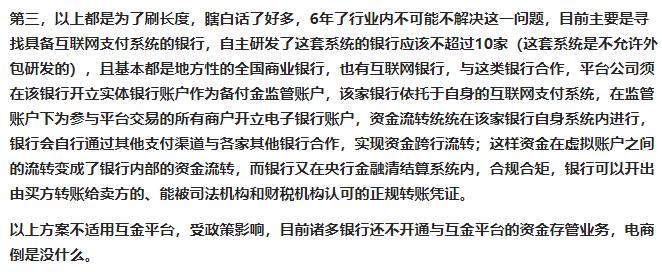 第三，以上都是为了刷长度，瞎白话了好多，6年了行业内不可能不解决这一问题，目前主要是寻
找具备互联网支付系统的银行，自主研发了这套系统的银行应该不超过10家（这套系统是不允许外
包研发的），且基本都是地方性的全国商业银行，也有互联网银行，与这类银行合作，平台公司须
在该银行开立实体银行账户作为备付金监管账户，该家银行依托于自身的互联网支付系统，在监管
账户下为参与平台交易的所有商户开立电子银行账户，资金流转统统在该家银行自身系统内进行，
银行会自行通过其他支付渠道与各家其他银行合作，实现资金跨行流转；这样资金在虚拟账户之间
的流转变成了银行内部的资金流转，而银行又在央行金融清结算系统内，合规合矩，银行可以开出
由买方转账给卖方的、能被司法机构和财税机构认可的正规转账凭证。
以上方案不适用互金平台，受政策影响，目前诸多银行还不开通与互金平台的资金存管业务，电商
倒是没什么。